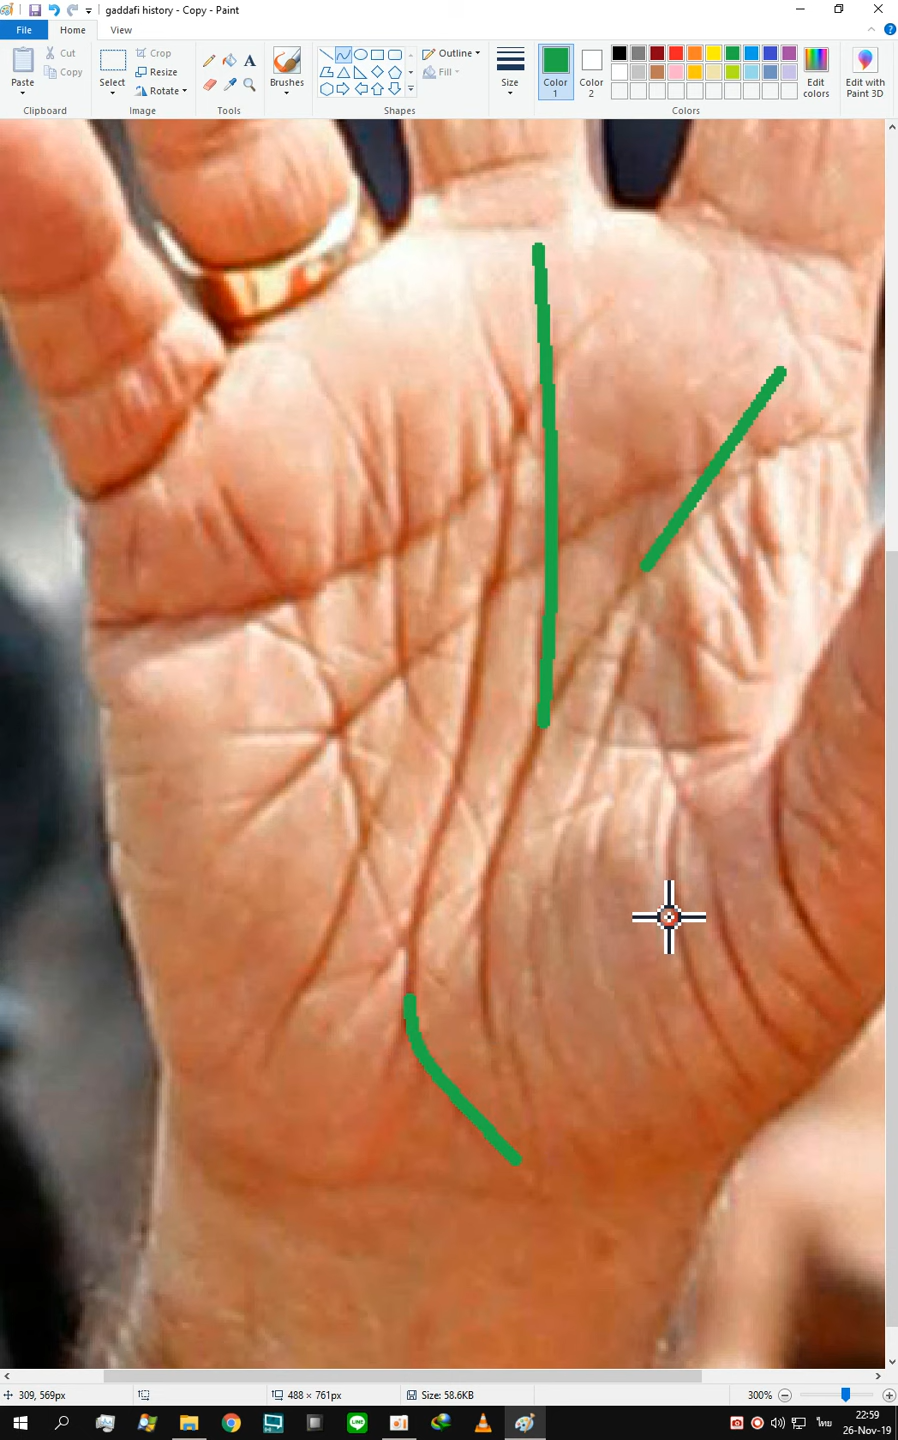 gaddafi history - Copy - Paint
File Home View
Paste Cut Copy
Clipboard
Select Crop Resize Rotate
Image
A
Tools
Brushes
Outline Fill
Shapes
Size
Color 1 Color 2
Edit colors
Colors
Edit with Paint 3D
309, 569px 488 × 761px Size: 58.6KB 300%
ไทย 22:59
26-Nov-19